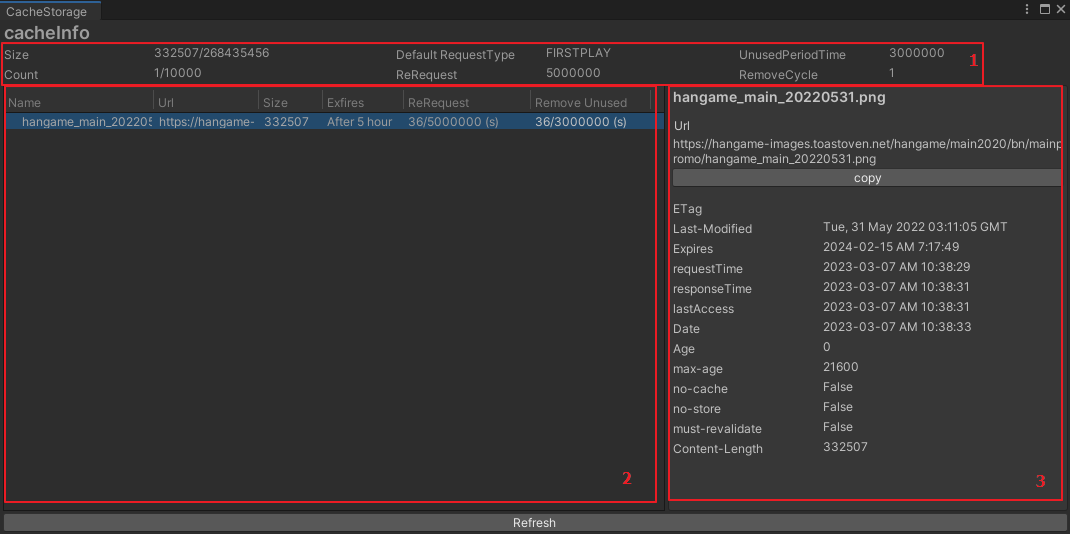 CacheStorage
cacheInfo
Size 332507/268435456 Default RequestType FIRSTPLAY UnusedPeriodTime 3000000
Count 1/10000 ReRequest 5000000 RemoveCycle 1
1
Name Url Size Exfires ReRequest Remove Unused
hangame_main_20220 https://hangame- 332507 After 5 hour 36/5000000 (s) 36/3000000 (s)
2
hangame_main_20220531.png
Url
https://hangame-images.toastoven.net/hangame/main2020/bn/mainp
romo/hangame_main_20220531.png
copy
ETag
Last-Modified Tue, 31 May 2022 03:11:05 GMT
Expires 2024-02-15 AM 7:17:49
requestTime 2023-03-07 AM 10:38:29
responseTime 2023-03-07 AM 10:38:31
lastAccess 2023-03-07 AM 10:38:31
Date 2023-03-07 AM 10:38:33
Age 0
max-age 21600
no-cache False
no-store False
must-revalidate False
Content-Length 332507
3
Refresh